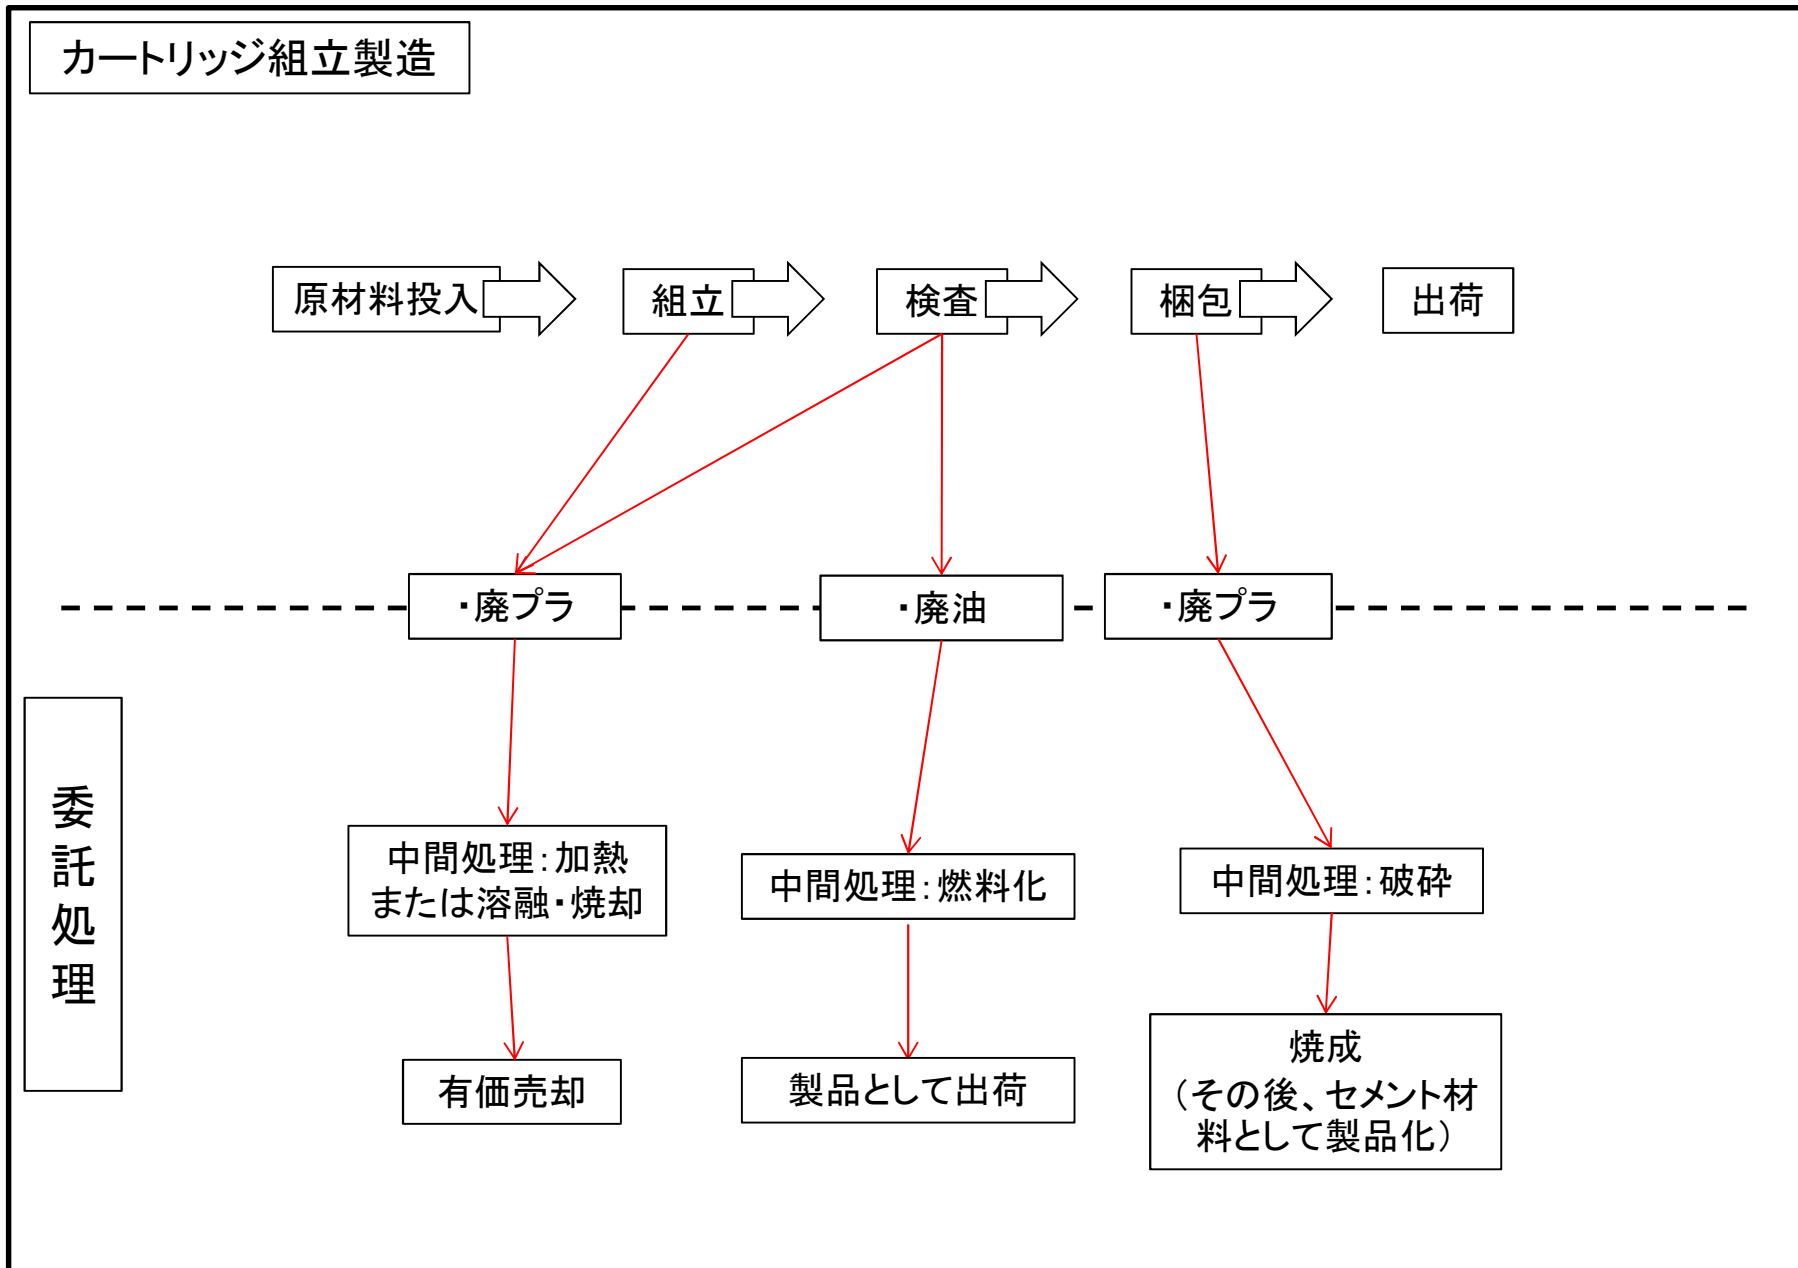 カートリッジ組立製造
原材料投入
組立
検査
梱包
出荷
・廃プラ
・廃油
・廃プラ
委託処理
中間処理：加熱
または溶融・焼却
中間処理：燃料化
中間処理：破砕
有価売却
製品として出荷
焼成
（その後、セメント材
料として製品化）